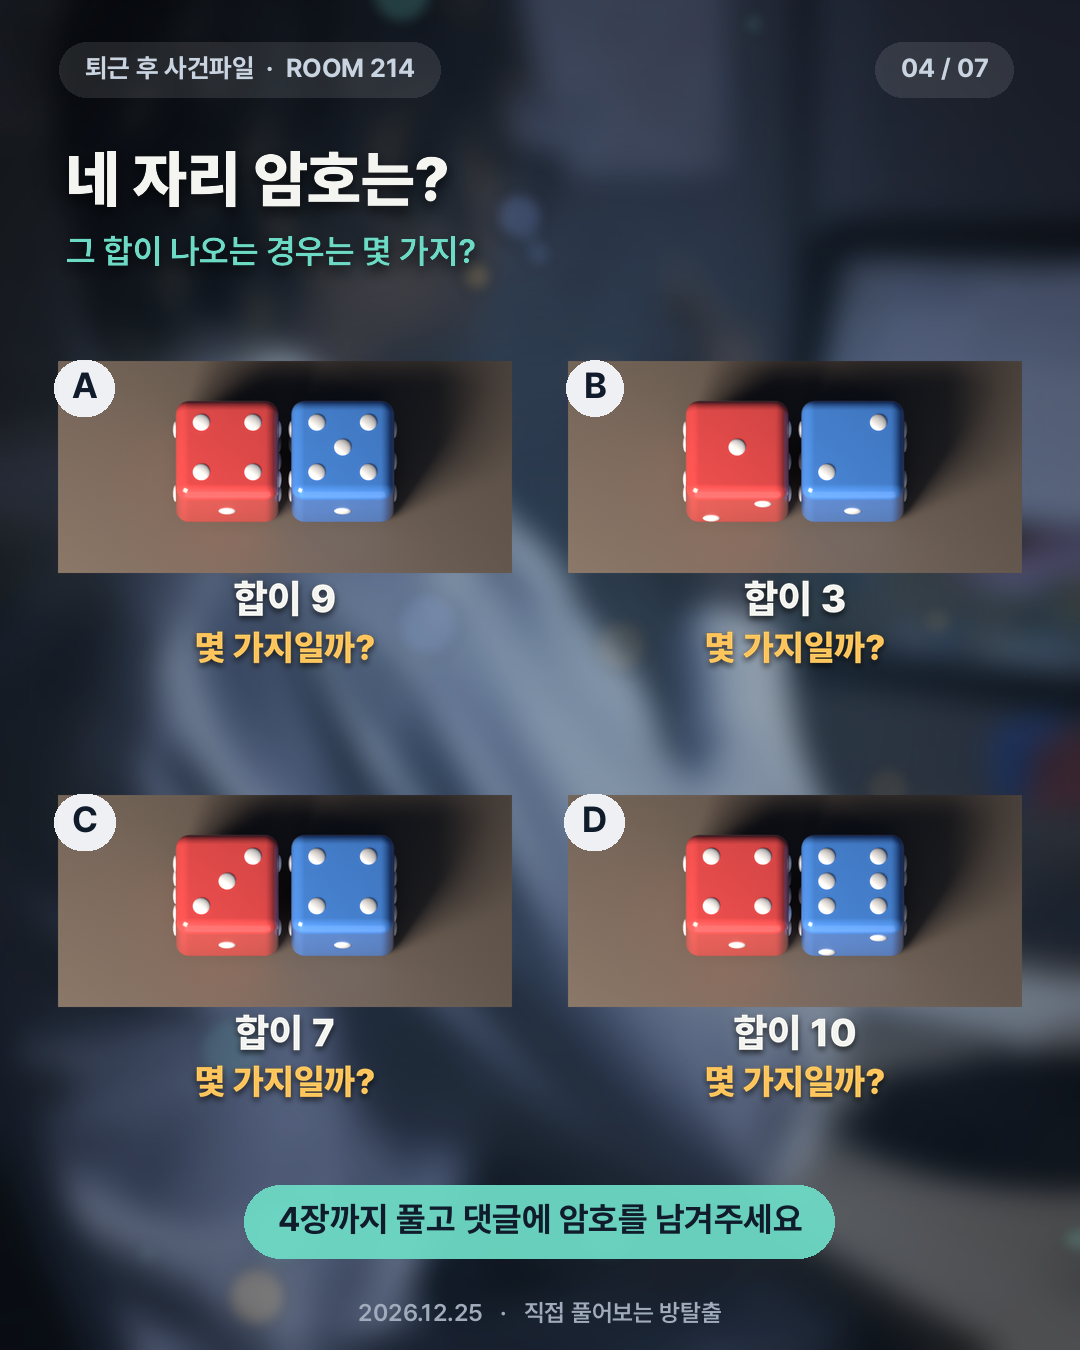 퇴근 후 사건파일 · ROOM 214
04 / 07
네 자리 암호는?
그 합이 나오는 경우는 몇 가지?
A
B
합이 9
몇 가지일까?
합이 3
몇 가지일까?
C
D
합이 7
몇 가지일까?
합이 10
몇 가지일까?
4장까지 풀고 댓글에 암호를 남겨주세요
2026.12.25 · 직접 풀어보는 방탈출